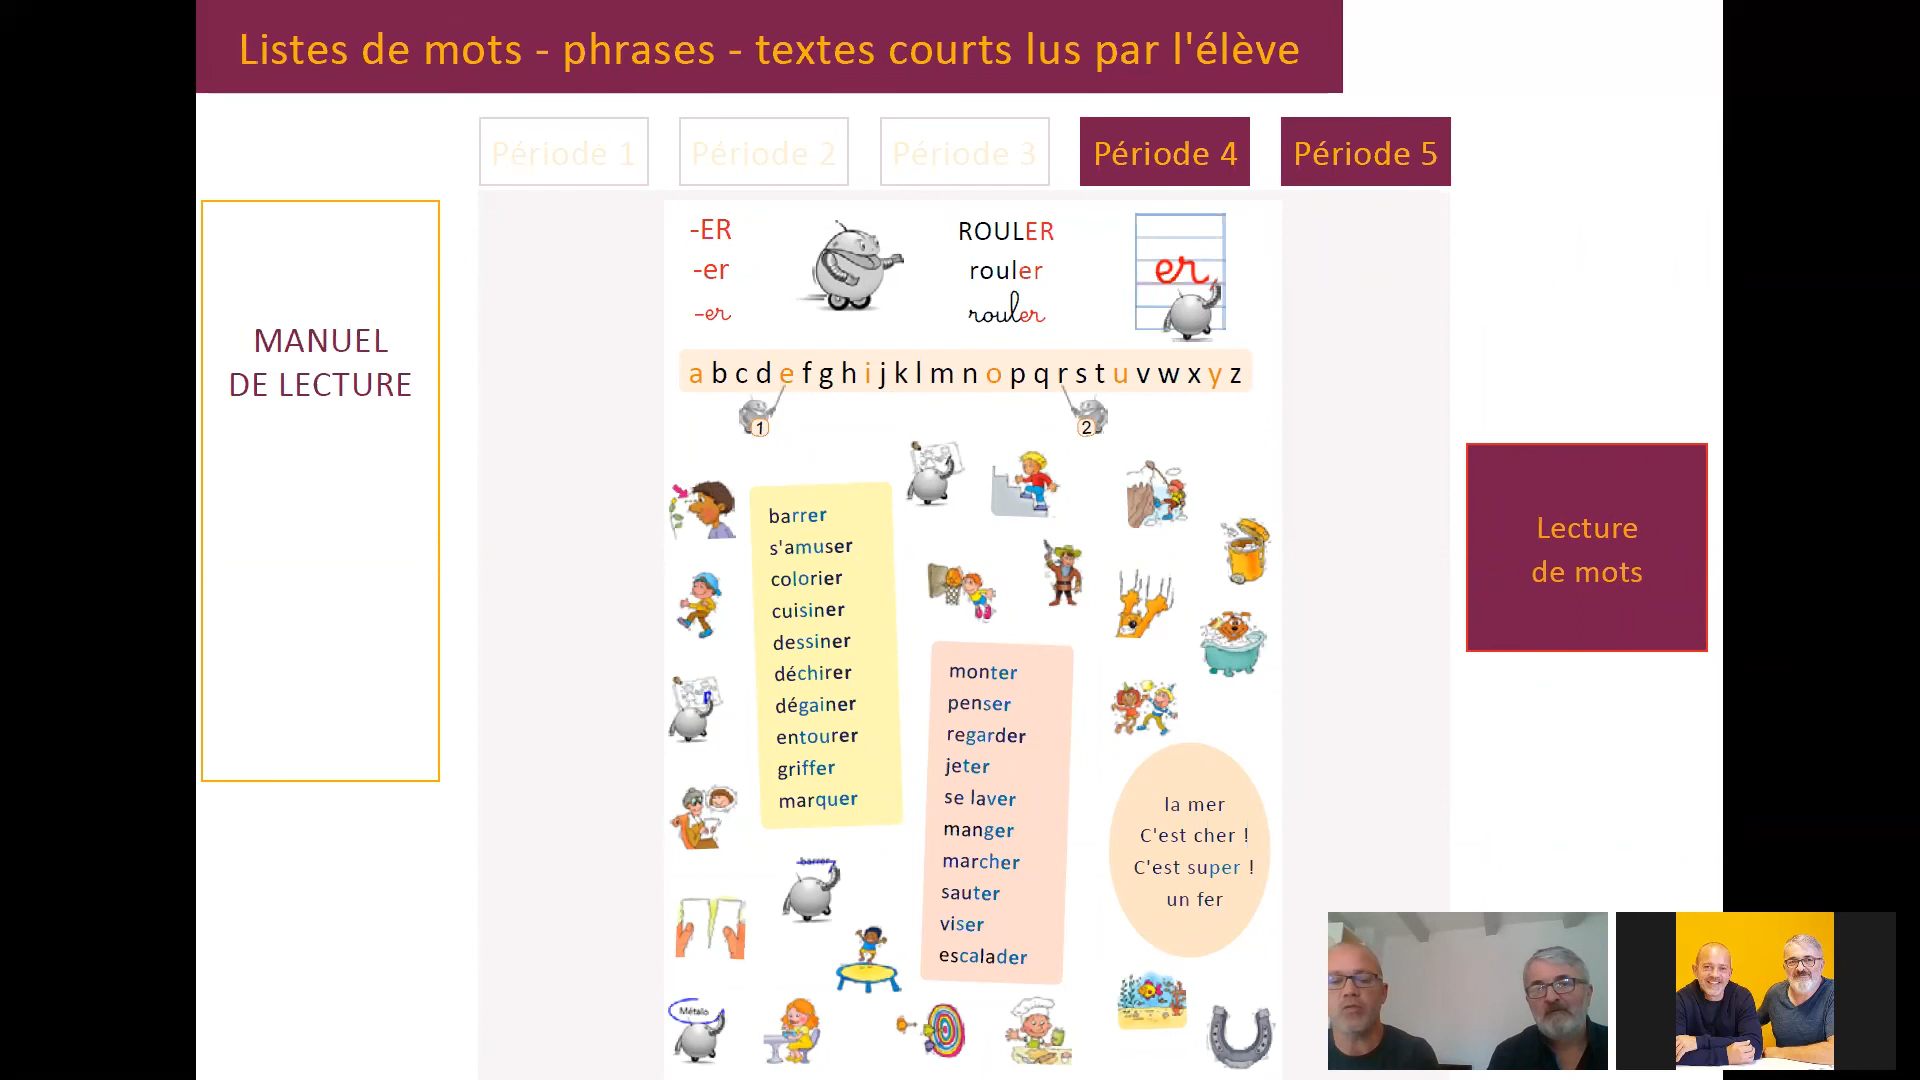 Listes de mots - phrases - textes courts lus par l'élève
Période 1
Période 2
Période 3
Période 4
Période 5
MANUEL
DE LECTURE
-ER
-er
-er
ROULER
rouler
rouler
er
a b c d e f g h i j k l m n o p q r s t u v w x y z
1
2
barrer
s'amuser
colorier
cuisiner
dessiner
déchirer
dégainer
entourer
griffer
marquer
monter
penser
regarder
jeter
se laver
manger
marcher
sauter
viser
escalader
la mer
C'est cher !
C'est super !
un fer
barrer
Métalo
Lecture
de mots